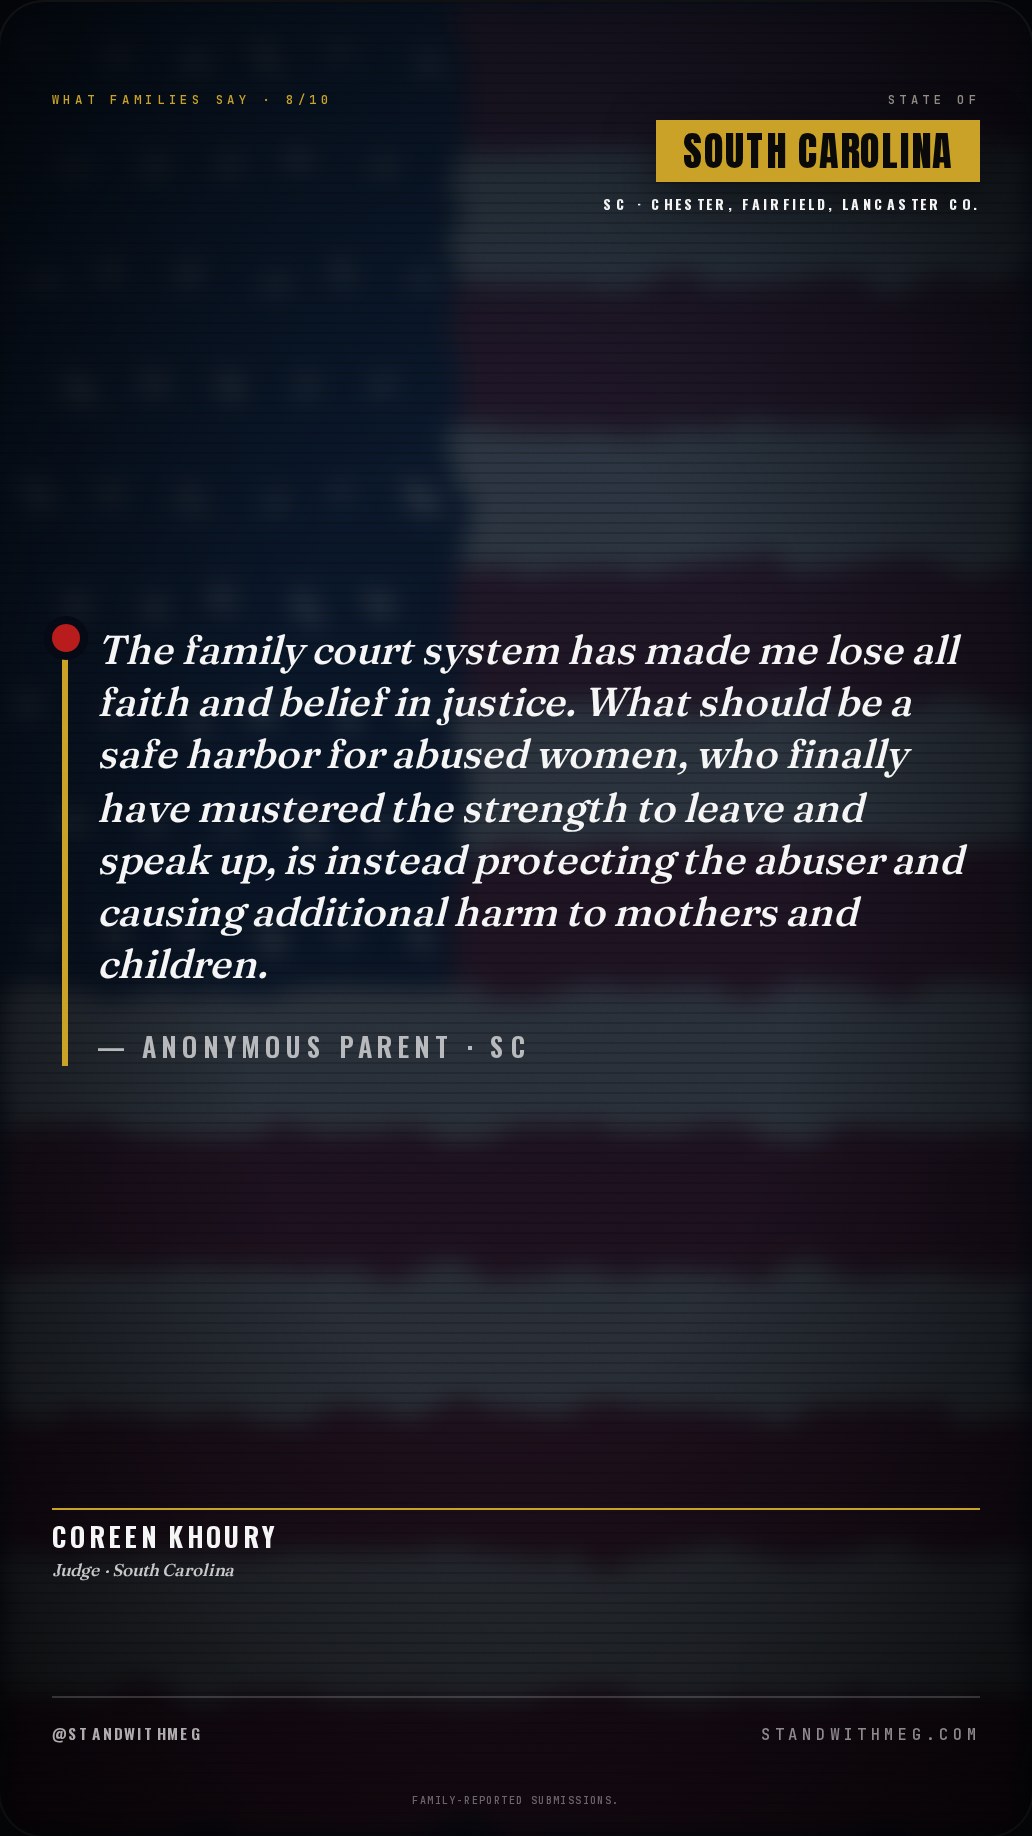 WHAT FAMILIES SAY · 8/10
STATE OF
SOUTH CAROLINA
SC · CHESTER, FAIRFIELD, LANCASTER CO.
The family court system has made me lose all
faith and belief in justice. What should be a
safe harbor for abused women, who finally
have mustered the strength to leave and
speak up, is instead protecting the abuser and
causing additional harm to mothers and
children.
— ANONYMOUS PARENT · SC
COREEN KHOURY
Judge · South Carolina
@STANDWITHMEG
STANDWITHMEG.COM
FAMILY-REPORTED SUBMISSIONS.